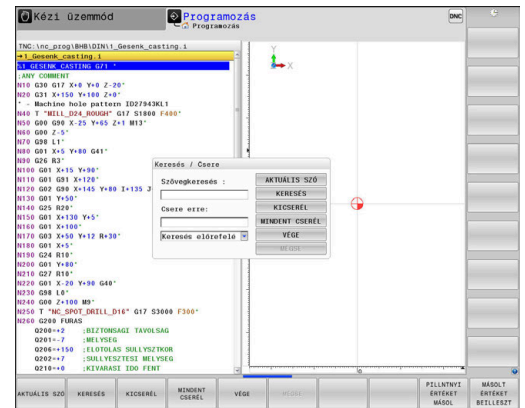 Kézi üzemmód
Programozás
Programozás
DNC
TNC:\nc_prog\BHB\DIN\1_Gesenk_casting.i
→1_Gesenk_casting.i
%1_GESENK_CASTING G71 *
;ANY COMMENT
N10 G30 G17 X+0 Y+0 Z-20*
N20 G31 X+150 Y+100 Z+0*
* - Machine hole pattern ID27943KL1
N40 T "MILL_D24_ROUGH" G17 S1800 F400*
N50 G00 G90 X-25 Y+65 Z+1 M13*
N60 G00 Z-5*
N70 G98 L1*
N80 G01 X+5 Y+80 G41*
N90 G26 R3*
N100 G01 X+15 Y+90*
N110 G01 G91 X+120*
N120 G02 G90 X+145 Y+80 I+135 J
N130 G01 Y+50*
N140 G25 R20*
N150 G01 X+130 Y+5*
N160 G01 X+100*
N170 G03 X+50 Y+12 R+30*
N180 G01 X+5*
N190 G24 R10*
N200 G01 Y+80*
N210 G27 R10*
N220 G01 X-20 Y+90 G40*
N230 G98 L0*
N240 G00 Z+100 M9*
N250 T "NC_SPOT_DRILL_D16" G17 S3000 F300*
N260 G200 FURAS
Q200=+2 ;BIZTONSAGI TAVOLSAG
Q201=-7 ;MELYSEG
Q206=+150 ;ELOTOLAS SULLYSZTKOR
Q202=+7 ;SULLYESZTESI MELYSEG
Q210=+0 ;KIVARASI IDO FENT
Y
X
0
Keresés / Csere
Szövegkeresés :
Csere erre:
Keresés előrefelé
AKTUÁLIS SZÓ
KERESÉS
KICSERÉL
MINDENT CSERÉL
VÉGE
MÉGSE
AKTUÁLIS SZÓ
KERESÉS
KICSERÉL
MINDENT
CSERÉL
VÉGE
MÉGSE
PILLNTNYI
ÉRTÉKET
MÁSOL
MÁSOLT
ÉRTÉKET
BEILLESZT